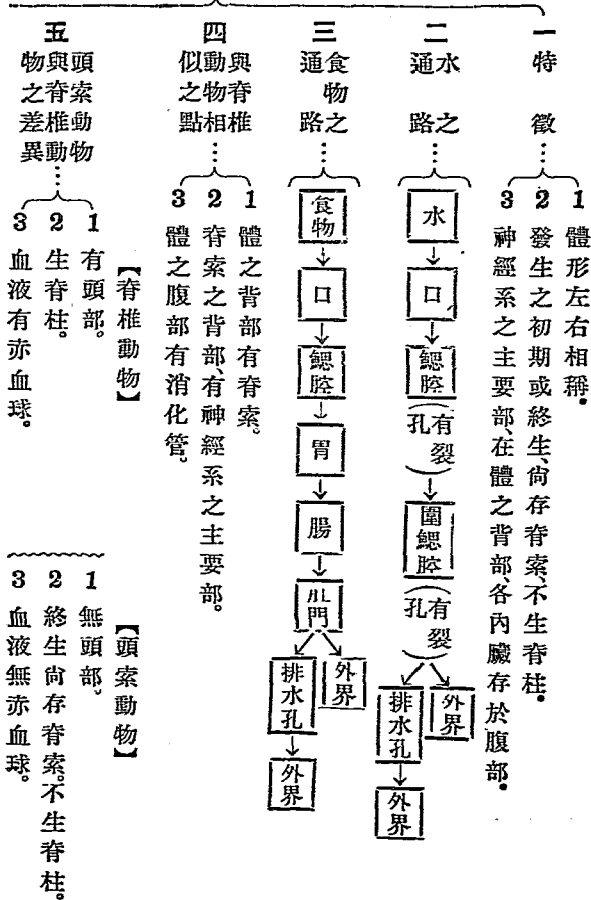 一 特徵…
1 體形左右相稱.
2 發生之初期或終生、尙存脊索、不生脊柱.
3 神經系之主要部、在體之背部、各內臟存於腹部.
二 水之
通路…
水
↓
口
↓
鰓腔
(有裂
孔)
↓
圍鰓腔
(有裂
孔)
外界
排水孔
↓
外界
三 食物之
通路…
食物
↓
口
↓
鰓腔
↓
胃
↓
腸
↓
肛門
外界
排水孔
↓
外界
四 與脊椎
動物相
似之點…
1 體之背部有脊索。
2 脊索之背部、有神經系之主要部。
3 體之腹部有消化管。
五 頭索動物
與脊椎動
物之差異…
【脊椎動物】
1 有頭部。
2 生脊柱。
3 血液有赤血球。
【頭索動物】
1 無頭部。
2 終生尙存脊索。不生脊柱。
3 血液無赤血球。